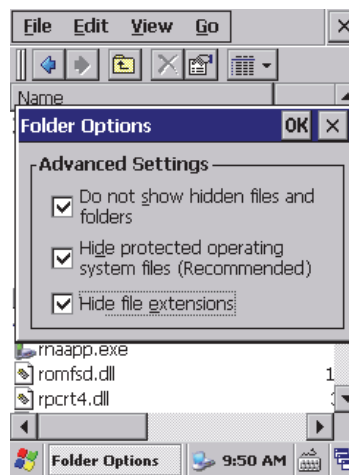 File Edit View Go
Name
Folder Options OK
Advanced Settings
Do not show hidden files and
folders
Hide protected operating
system files (Recommended)
Hide file extensions
rnaapp.exe
romfsd.dll 1
rpcrt4.dll
Folder Options 9:50 AM